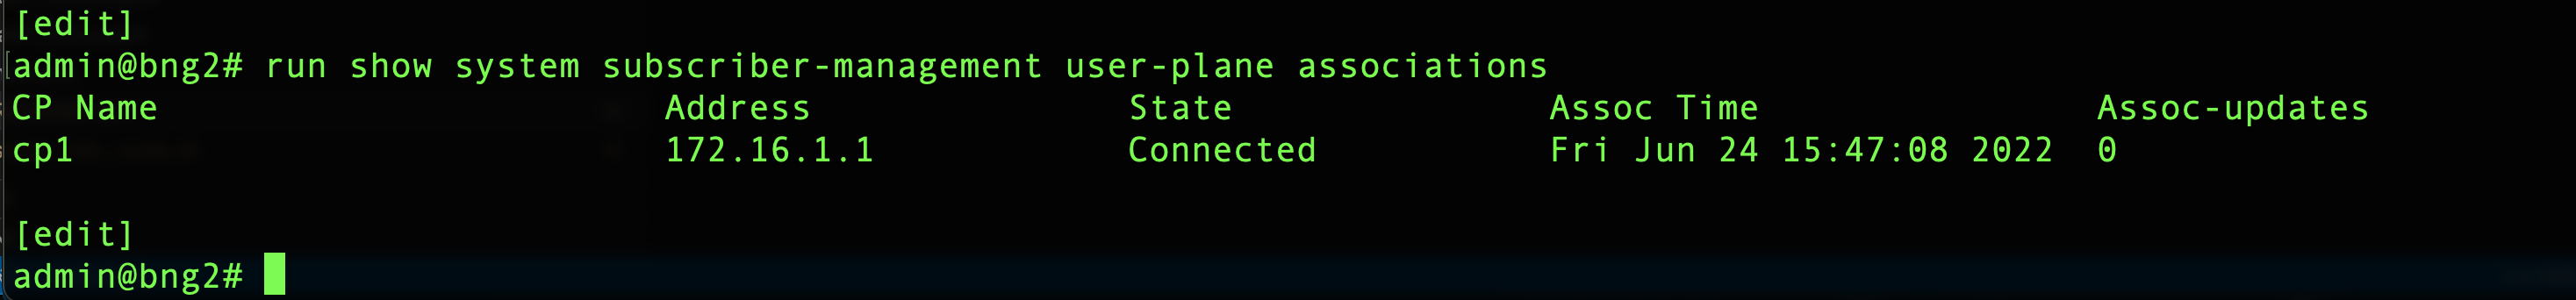 [edit]
[admin@bng2# run show system subscriber-management user-plane associations
CP Name Address State Assoc Time Assoc-updates
cp1 172.16.1.1 Connected Fri Jun 24 15:47:08 2022 0
[edit]
admin@bng2#